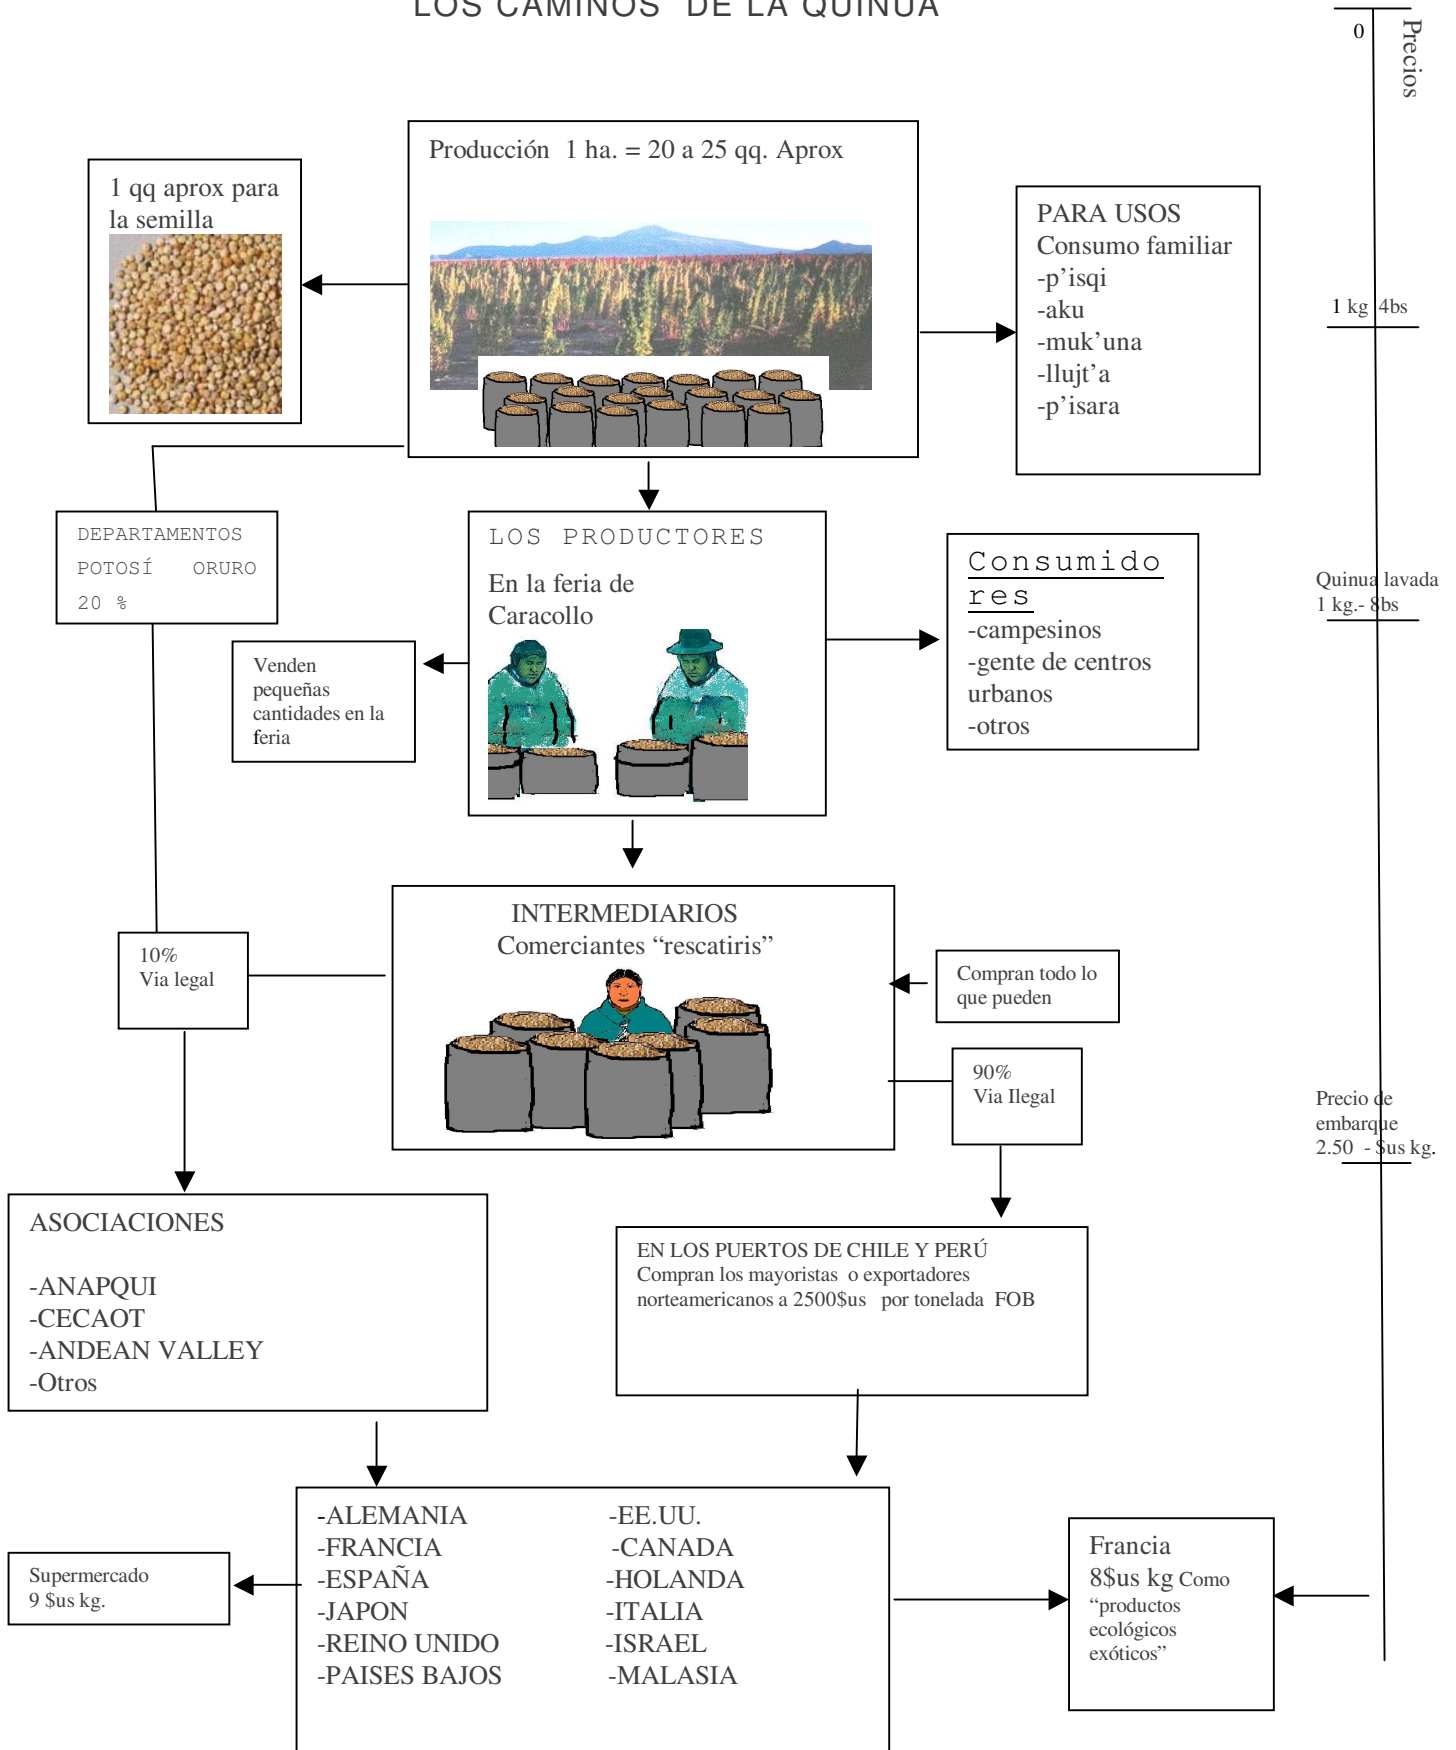 LOS CAMINOS DE LA QUINUA
0
Precios
Producción 1 ha. = 20 a 25 qq. Aprox
1 qq aprox para
la semilla
PARA USOS
Consumo familiar
-p’isqi
-aku
-muk’una
-llujt’a
-p’isara
1 kg 4bs
DEPARTAMENTOS
POTOSÍ ORURO
20 %
LOS PRODUCTORES
En la feria de
Caracollo
Consumido
res
-campesinos
-gente de centros
urbanos
-otros
Quinua lavada
1 kg.- 8bs
Venden
pequeñas
cantidades en la
feria
INTERMEDIARIOS
Comerciantes “rescatiris”
10%
Via legal
Compran todo lo
que pueden
90%
Via Ilegal
Precio de
embarque
2.50 - $us kg.
ASOCIACIONES
-ANAPQUI
-CECAOT
-ANDEAN VALLEY
-Otros
EN LOS PUERTOS DE CHILE Y PERÚ
Compran los mayoristas o exportadores
norteamericanos a 2500$us por tonelada FOB
-ALEMANIA
-FRANCIA
-ESPAÑA
-JAPON
-REINO UNIDO
-PAISES BAJOS
-EE.UU.
-CANADA
-HOLANDA
-ITALIA
-ISRAEL
-MALASIA
Supermercado
9 $us kg.
Francia
8$us kg Como
“productos
ecológicos
exóticos”